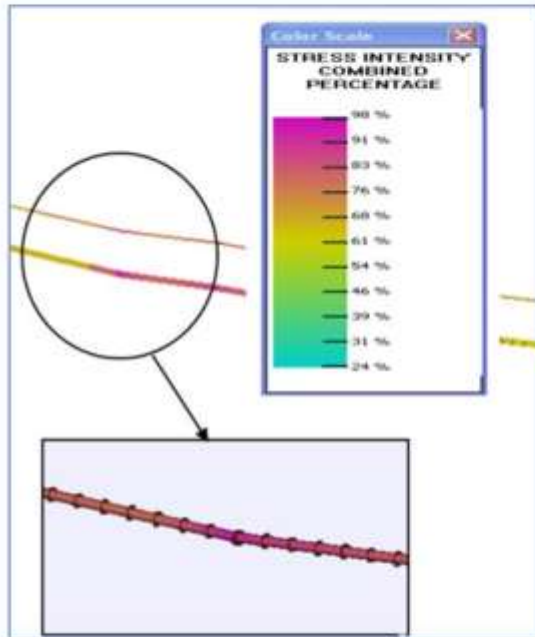 Color Scale
STRESS INTENSITY
COMBINED
PERCENTAGE
98 %
91 %
83 %
76 %
68 %
61 %
54 %
46 %
39 %
31 %
24 %